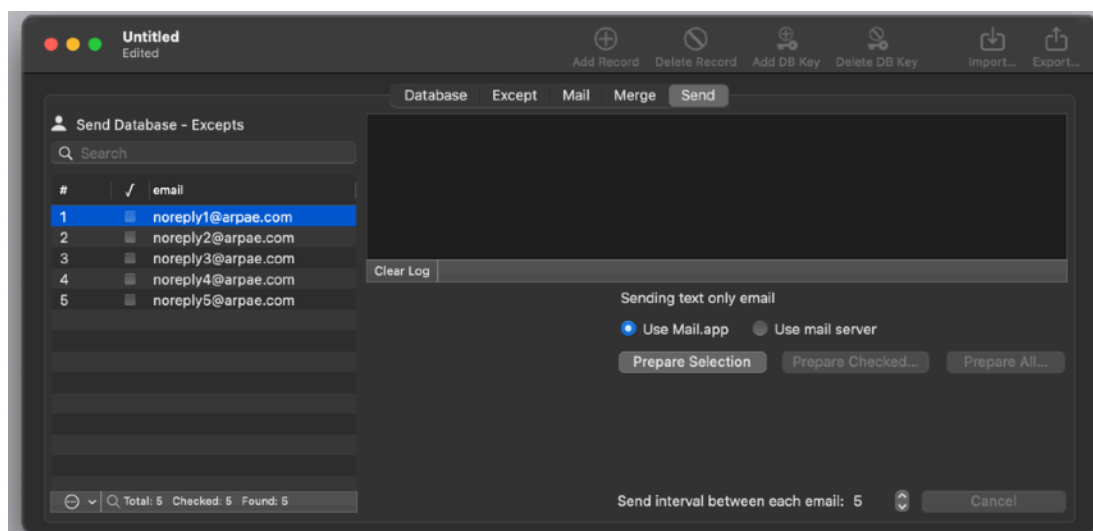 Untitled
Edited
Add Record Delete Record Add DB Key Delete DB Key Import... Export...
Database Except Mail Merge Send
Send Database - Excepts
Search
# √ email
1 noreply1@arpae.com
2 noreply2@arpae.com
3 noreply3@arpae.com
4 noreply4@arpae.com
5 noreply5@arpae.com
Clear Log
Sending text only email
Use Mail.app Use mail server
Prepare Selection Prepare Checked... Prepare All...
Total: 5 Checked: 5 Found: 5
Send interval between each email: 5 Cancel